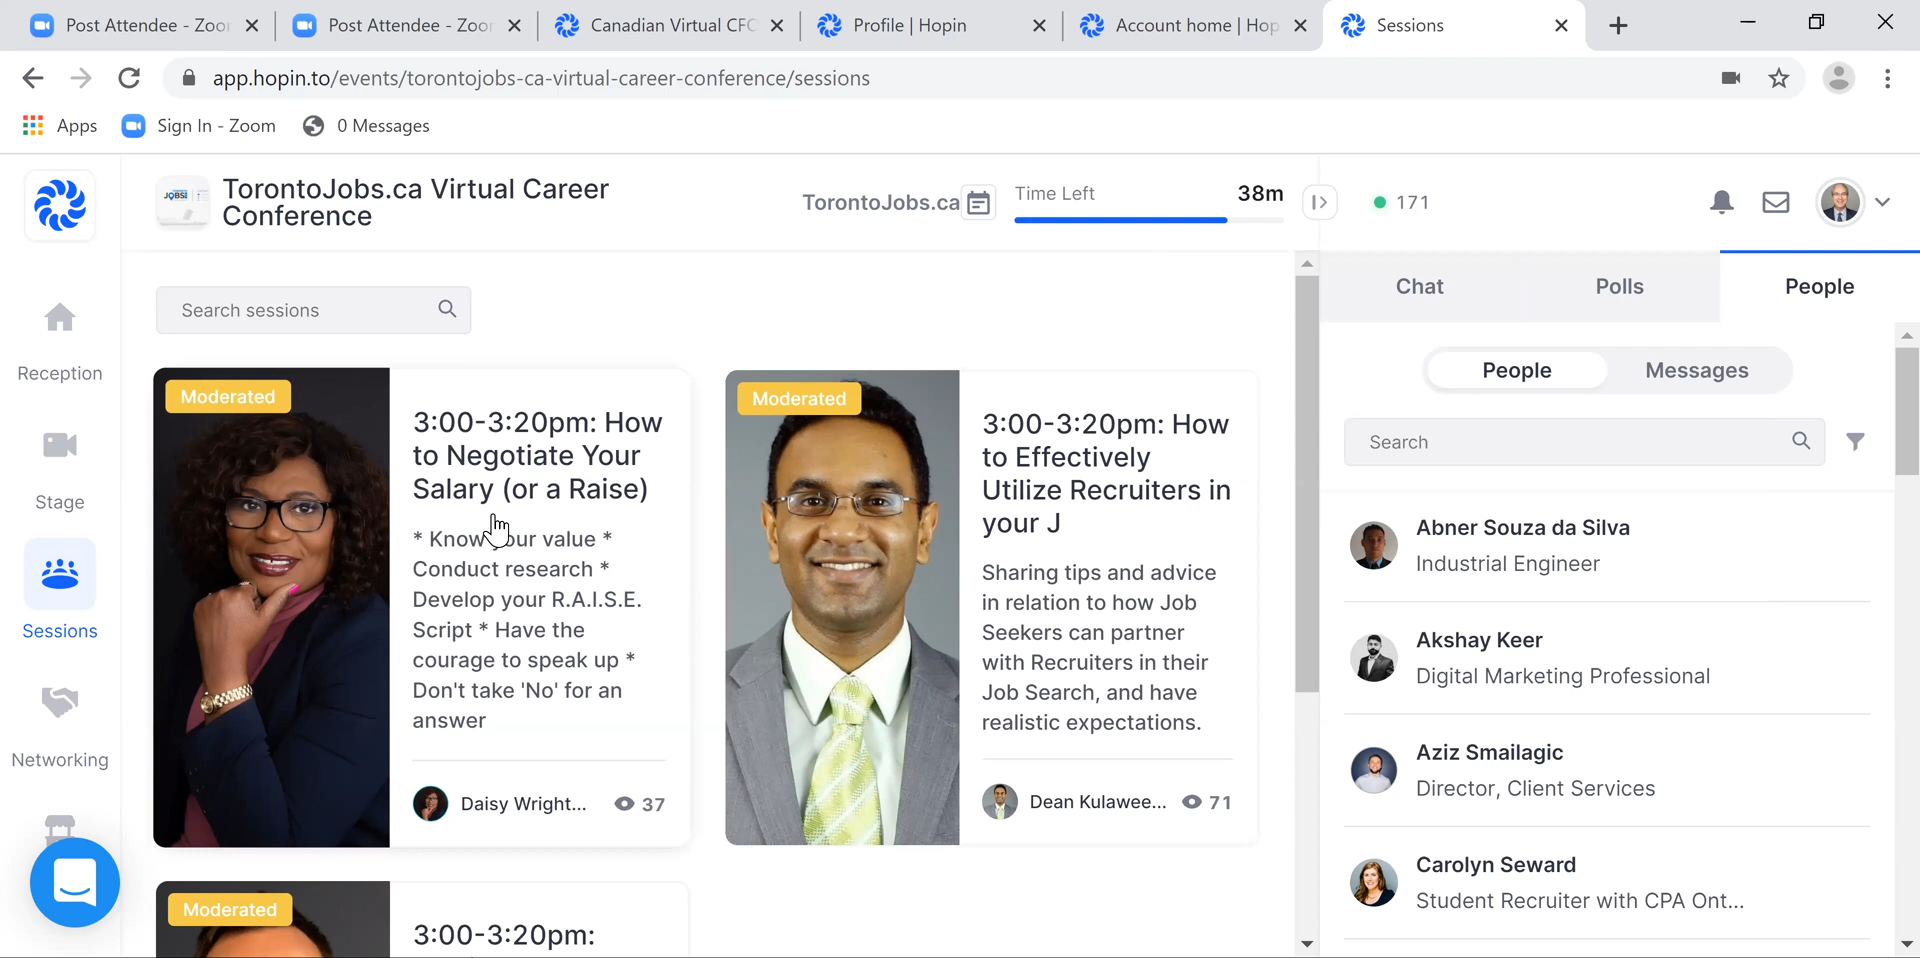 Post Attendee - Zoor
Post Attendee - Zoor
Canadian Virtual CFC
Profile | Hopin
Account home | Hop
Sessions
app.hopin.to/events/torontojobs-ca-virtual-career-conference/sessions
Apps
Sign In - Zoom
0 Messages
JOBS
TorontoJobs.ca Virtual Career
Conference
TorontoJobs.ca
Time Left
38m
171
Reception
Stage
Sessions
Networking
Search sessions
Moderated
3:00-3:20pm: How
to Negotiate Your
Salary (or a Raise)
* Know your value *
Conduct research *
Develop your R.A.I.S.E.
Script * Have the
courage to speak up *
Don't take 'No' for an
answer
Daisy Wright...
37
Moderated
3:00-3:20pm: How
to Effectively
Utilize Recruiters in
your J
Sharing tips and advice
in relation to how Job
Seekers can partner
with Recruiters in their
Job Search, and have
realistic expectations.
Dean Kulawee...
71
Moderated
3:00-3:20pm:
Chat
Polls
People
People
Messages
Search
Abner Souza da Silva
Industrial Engineer
Akshay Keer
Digital Marketing Professional
Aziz Smailagic
Director, Client Services
Carolyn Seward
Student Recruiter with CPA Ont...